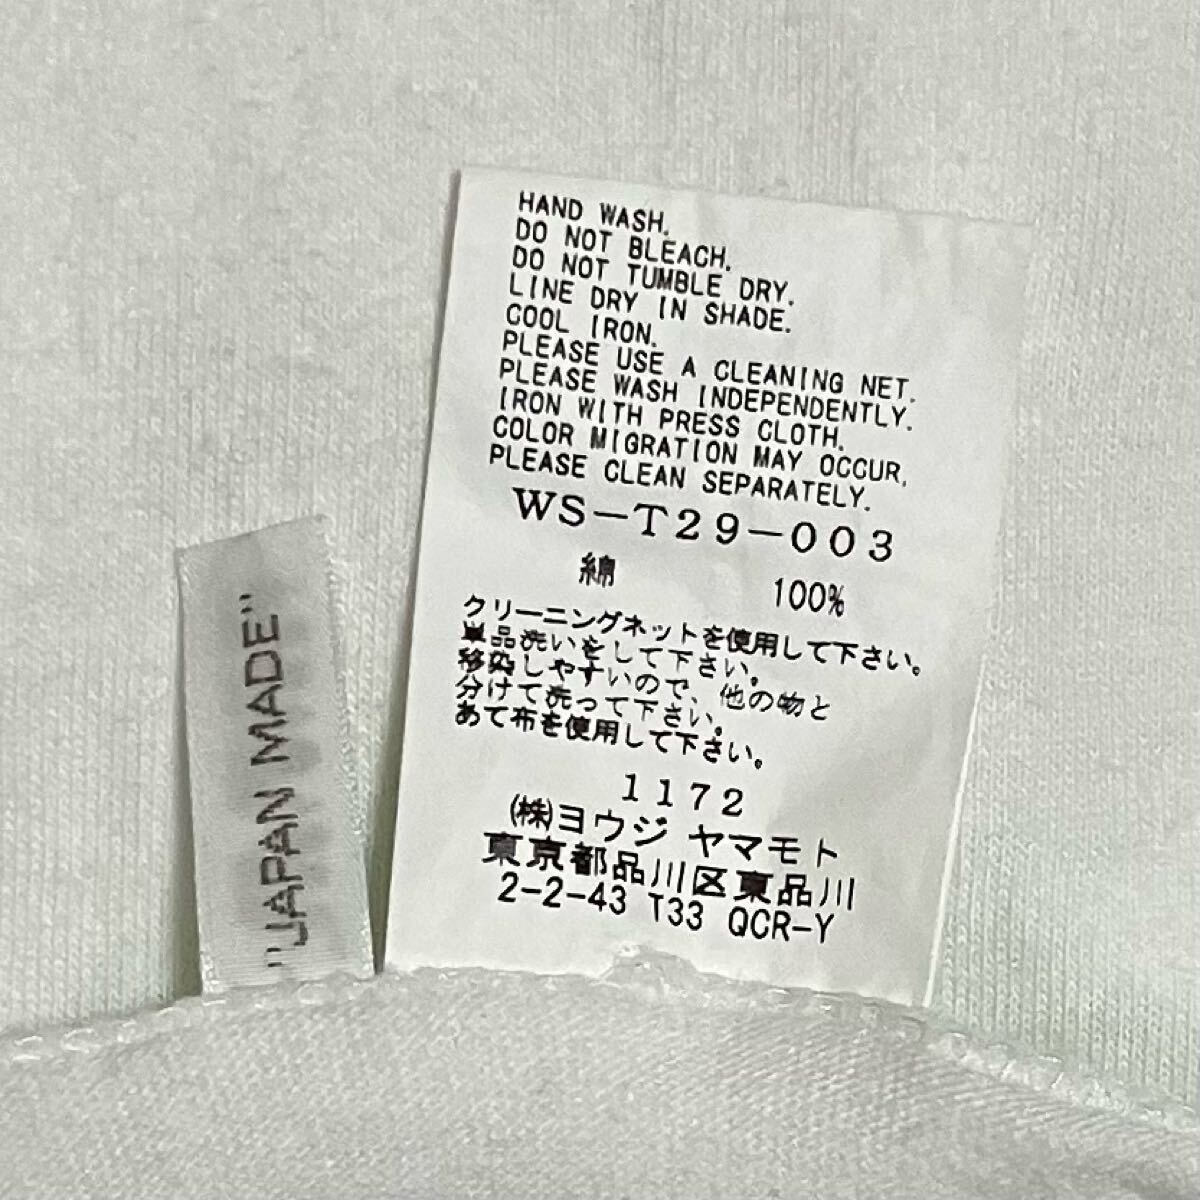 HAND WASH.
DO NOT BLEACH.
DO NOT TUMBLE DRY.
LINE DRY IN SHADE.
COOL IRON.
PLEASE USE A CLEANING NET.
PLEASE WASH INDEPENDENTLY.
IRON WITH PRESS CLOTH.
COLOR MIGRATION MAY OCCUR,
PLEASE CLEAN SEPARATELY.
WS-T29-003
綿 100%
クリーニングネットを使用して下さい。
単品洗いをして下さい。
移染しやすいので、他の物と
分けて洗って下さい。
あて布を使用して下さい。
1172
(株)ヨウジ ヤマモト
東京都品川区東品川
2-2-43 T33 QCR-Y
"JAPAN MADE"